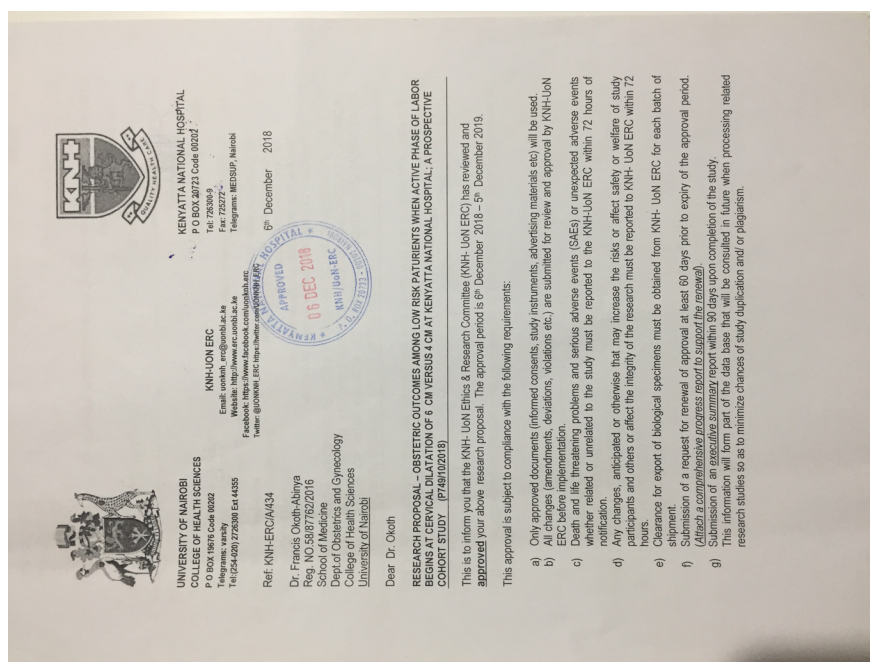 UNIVERSITY OF NAIROBI
COLLEGE OF HEALTH SCIENCES
P O BOX 19676 Code 00202
Telegrams: varsity
Tel:(254-020) 2726300 Ext 44355
KNH-UON ERC
Email: uonknh_erc@uonbi.ac.ke
Website: http://www.erc.uonbi.ac.ke
Facebook: https://www.facebook.com/uonknh.erc
Twitter: @UONKNH_ERC https://twitter.com/UONKNH_ERC
KNH
QUALITY HEALTH CARE
KENYATTA NATIONAL HOSPITAL
P O BOX 20723 Code 00202
Tel: 726300-9
Fax: 725272
Telegrams: MEDSUP, Nairobi
Ref: KNH-ERC/A/434
6th December 2018
KENYATTA NATIONAL HOSPITAL
APPROVED
06 DEC 2018
KNH/UoN-ERC
P. O. BOX 20723 -
Dr. Francis Okoth-Abinya
Reg. NO.58/87762/2016
School of Medicine
Dept.of Obstetrics and Gynecology
College of Health Sciences
University of Nairobi
Dear Dr. Okoth
RESEARCH PROPOSAL – OBSTETRIC OUTCOMES AMONG LOW RISK PATURIENTS WHEN ACTIVE PHASE OF LABOR
BEGINS AT CERVICAL DILATATION OF 6 CM VERSUS 4 CM AT KENYATTA NATIONAL HOSPITAL; A PROSPECTIVE
COHORT STUDY (P749/10/2018)
This is to inform you that the KNH- UoN Ethics & Research Committee (KNH- UoN ERC) has reviewed and
approved your above research proposal. The approval period is 6th December 2018 – 5th December 2019.
This approval is subject to compliance with the following requirements:
a) Only approved documents (informed consents, study instruments, advertising materials etc) will be used.
b) All changes (amendments, deviations, violations etc.) are submitted for review and approval by KNH-UoN
ERC before implementation.
c) Death and life threatening problems and serious adverse events (SAEs) or unexpected adverse events
whether related or unrelated to the study must be reported to the KNH-UoN ERC within 72 hours of
notification.
d) Any changes, anticipated or otherwise that may increase the risks or affect safety or welfare of study
participants and others or affect the integrity of the research must be reported to KNH- UoN ERC within 72
hours.
e) Clearance for export of biological specimens must be obtained from KNH- UoN ERC for each batch of
shipment.
f) Submission of a request for renewal of approval at least 60 days prior to expiry of the approval period.
(Attach a comprehensive progress report to support the renewal).
g) Submission of an executive summary report within 90 days upon completion of the study.
This information will form part of the data base that will be consulted in future when processing related
research studies so as to minimize chances of study duplication and/ or plagiarism.